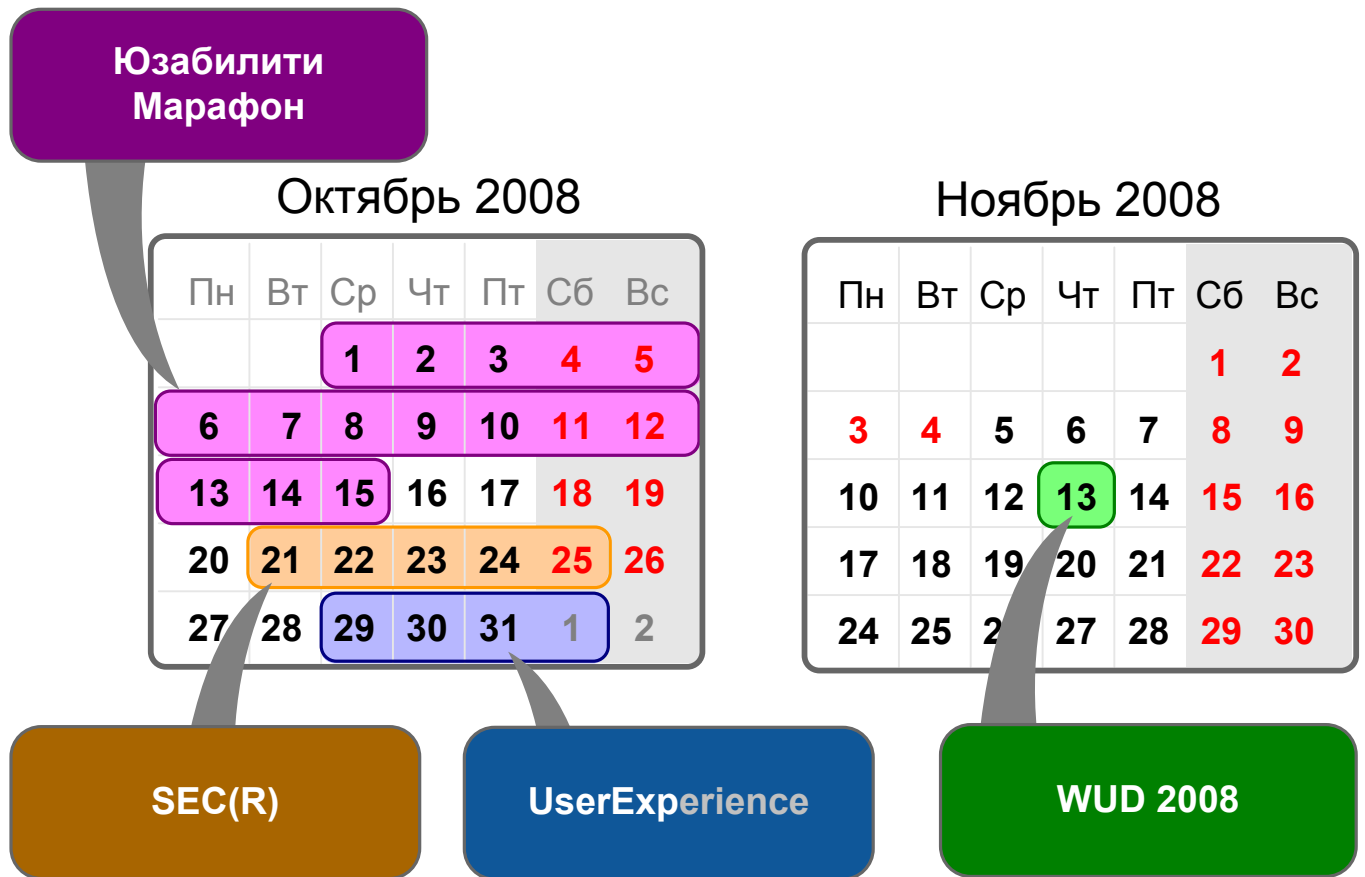 Юзабилити
Марафон
Октябрь 2008
Пн Вт Ср Чт Пт Сб Вс
1 2 3 4 5
6 7 8 9 10 11 12
13 14 15 16 17 18 19
20 21 22 23 24 25 26
27 28 29 30 31 1 2
Ноябрь 2008
Пн Вт Ср Чт Пт Сб Вс
1 2
3 4 5 6 7 8 9
10 11 12 13 14 15 16
17 18 19 20 21 22 23
24 25 2 27 28 29 30
SEC(R)
UserExperience
WUD 2008